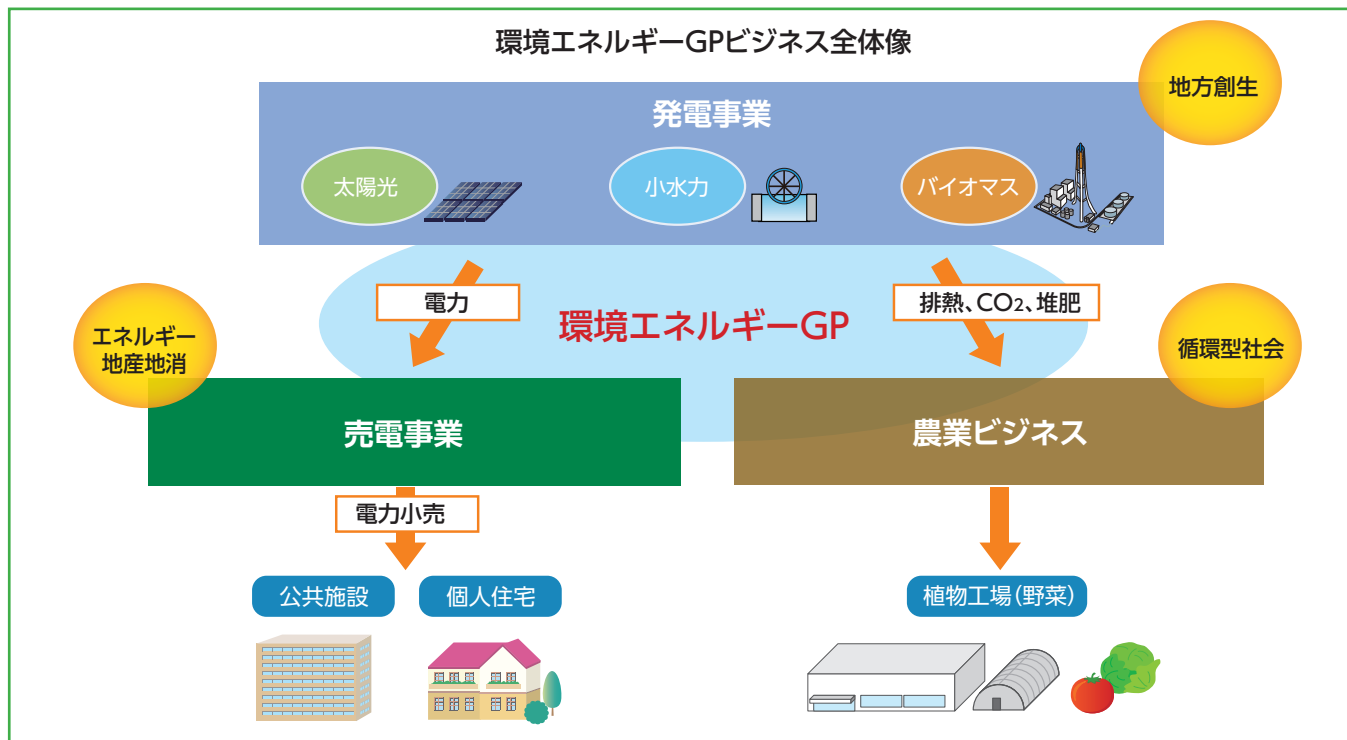 環境エネルギーGPビジネス全体像
地方創生
発電事業
太陽光
小水力
バイオマス
電力
排熱、CO2、堆肥
環境エネルギーGP
エネルギー
地産地消
循環型社会
売電事業
農業ビジネス
電力小売
公共施設
個人住宅
植物工場(野菜)